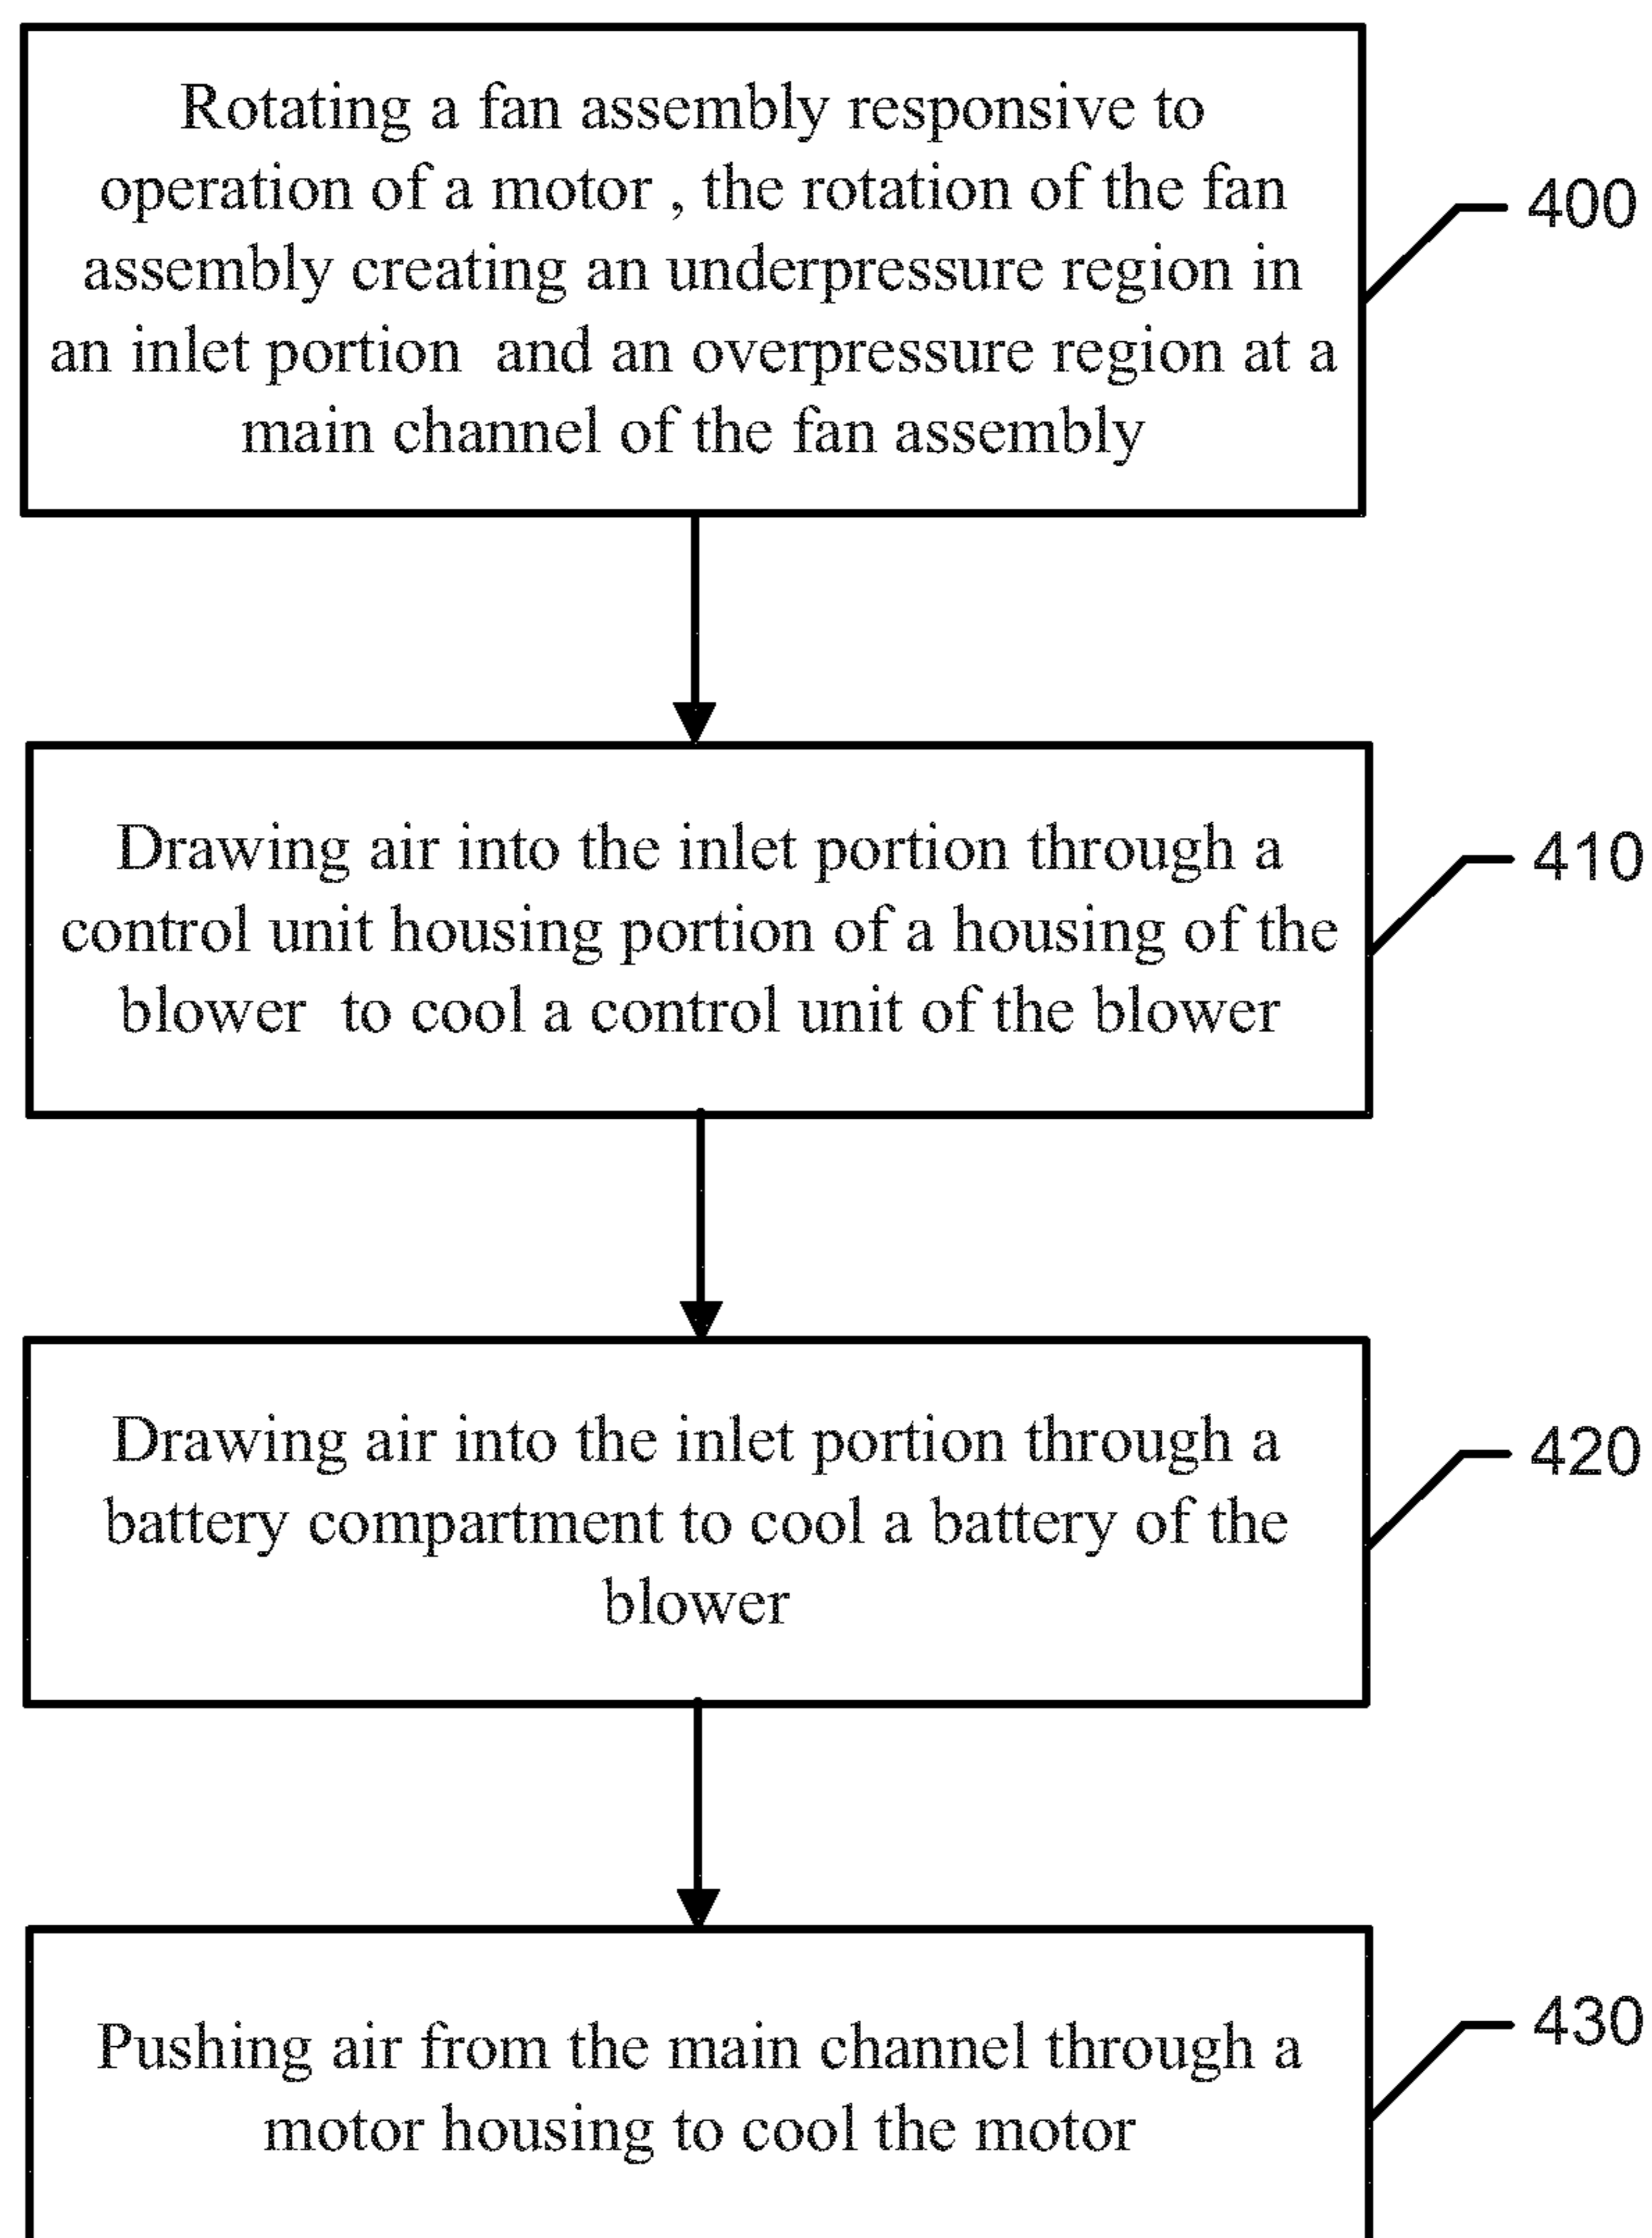 Rotating a fan assembly responsive to
operation of a motor , the rotation of the fan
assembly creating an underpressure region in
an inlet portion  and an overpressure region at a
main channel of the fan assembly
400
Drawing air into the inlet portion through a
control unit housing portion of a housing of the
blower  to cool a control unit of the blower
410
Drawing air into the inlet portion through a
battery compartment to cool a battery of the
blower
420
Pushing air from the main channel through a
motor housing to cool the motor
430